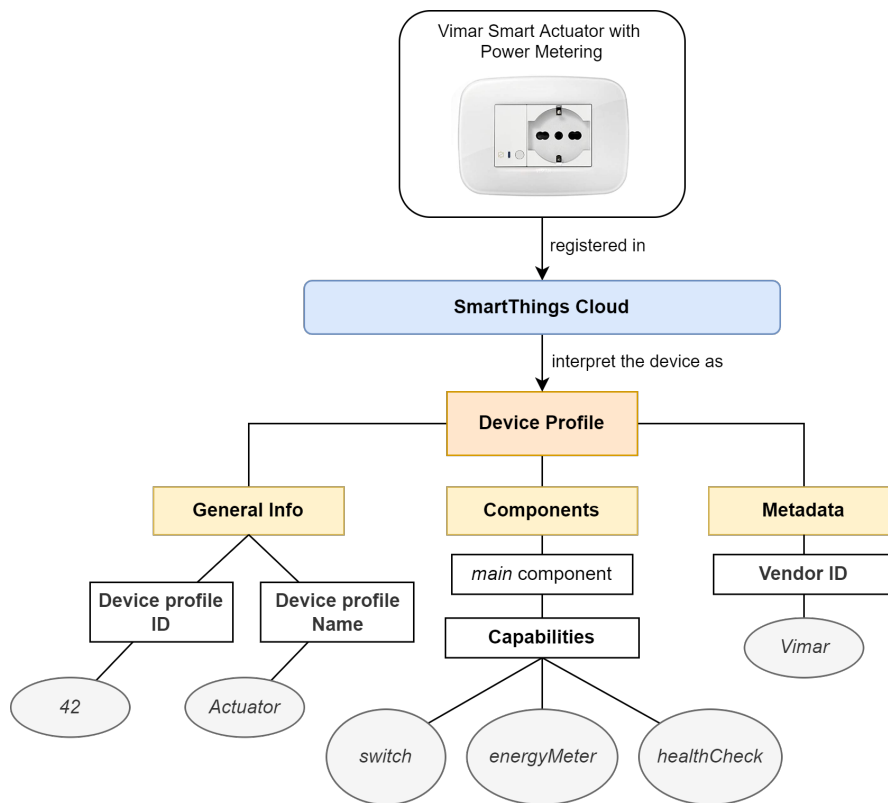 Vimar Smart Actuator with
Power Metering
registered in
SmartThings Cloud
interpret the device as
Device Profile
General Info
Components
Metadata
Device profile
ID
Device profile
Name
main component
Vendor ID
Capabilities
Vimar
42
Actuator
switch
energyMeter
healthCheck